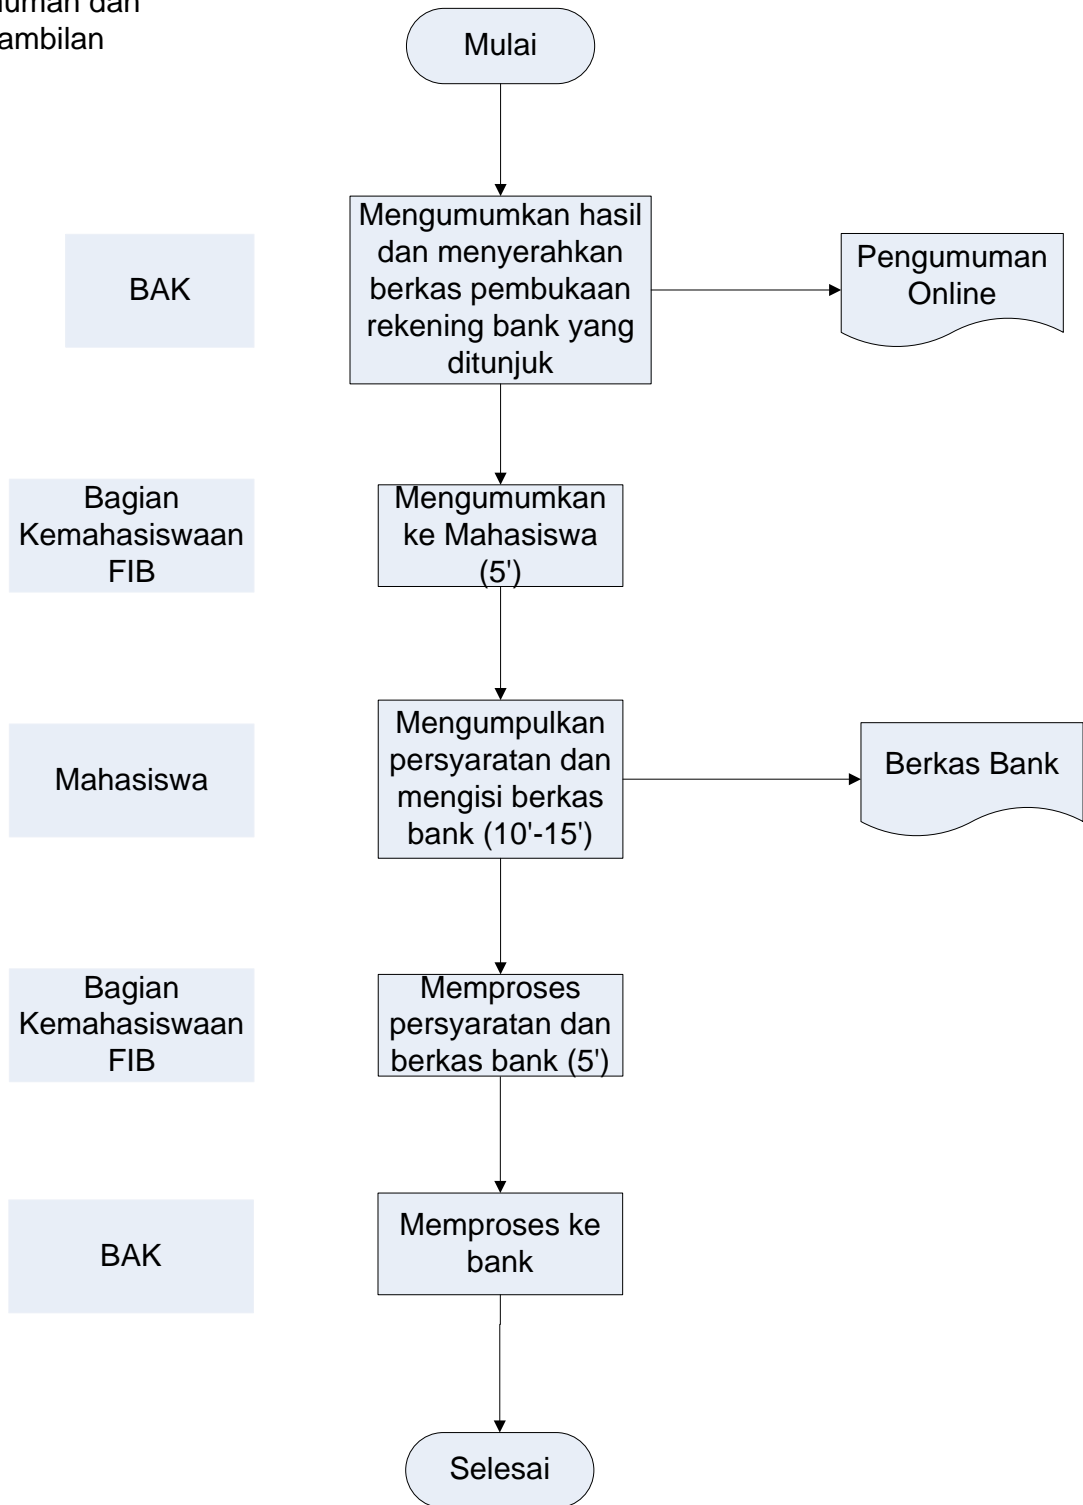 dan
Mulai
BAK
Mengumumkan hasil
dan menyerahkan
berkas pembukaan
rekening bank yang
ditunjuk
Pengumuman
Online
Bagian
Kemahasiswaan
FIB
Mengumumkan
ke Mahasiswa
(5')
Mahasiswa
Mengumpulkan
persyaratan dan
mengisi berkas
bank (10'-15')
Berkas Bank
Bagian
Kemahasiswaan
FIB
Memproses
persyaratan dan
berkas bank (5')
BAK
Memproses ke
bank
Selesai